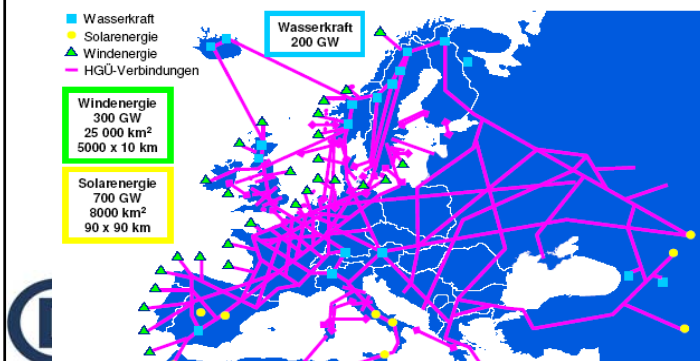 Wasserkraft
Solarenergie
Windenergie
HGÜ-Verbindungen
Wasserkraft
200 GW
Windenergie
300 GW
25 000 km²
5000 x 10 km
Solarenergie
700 GW
8000 km²
90 x 90 km